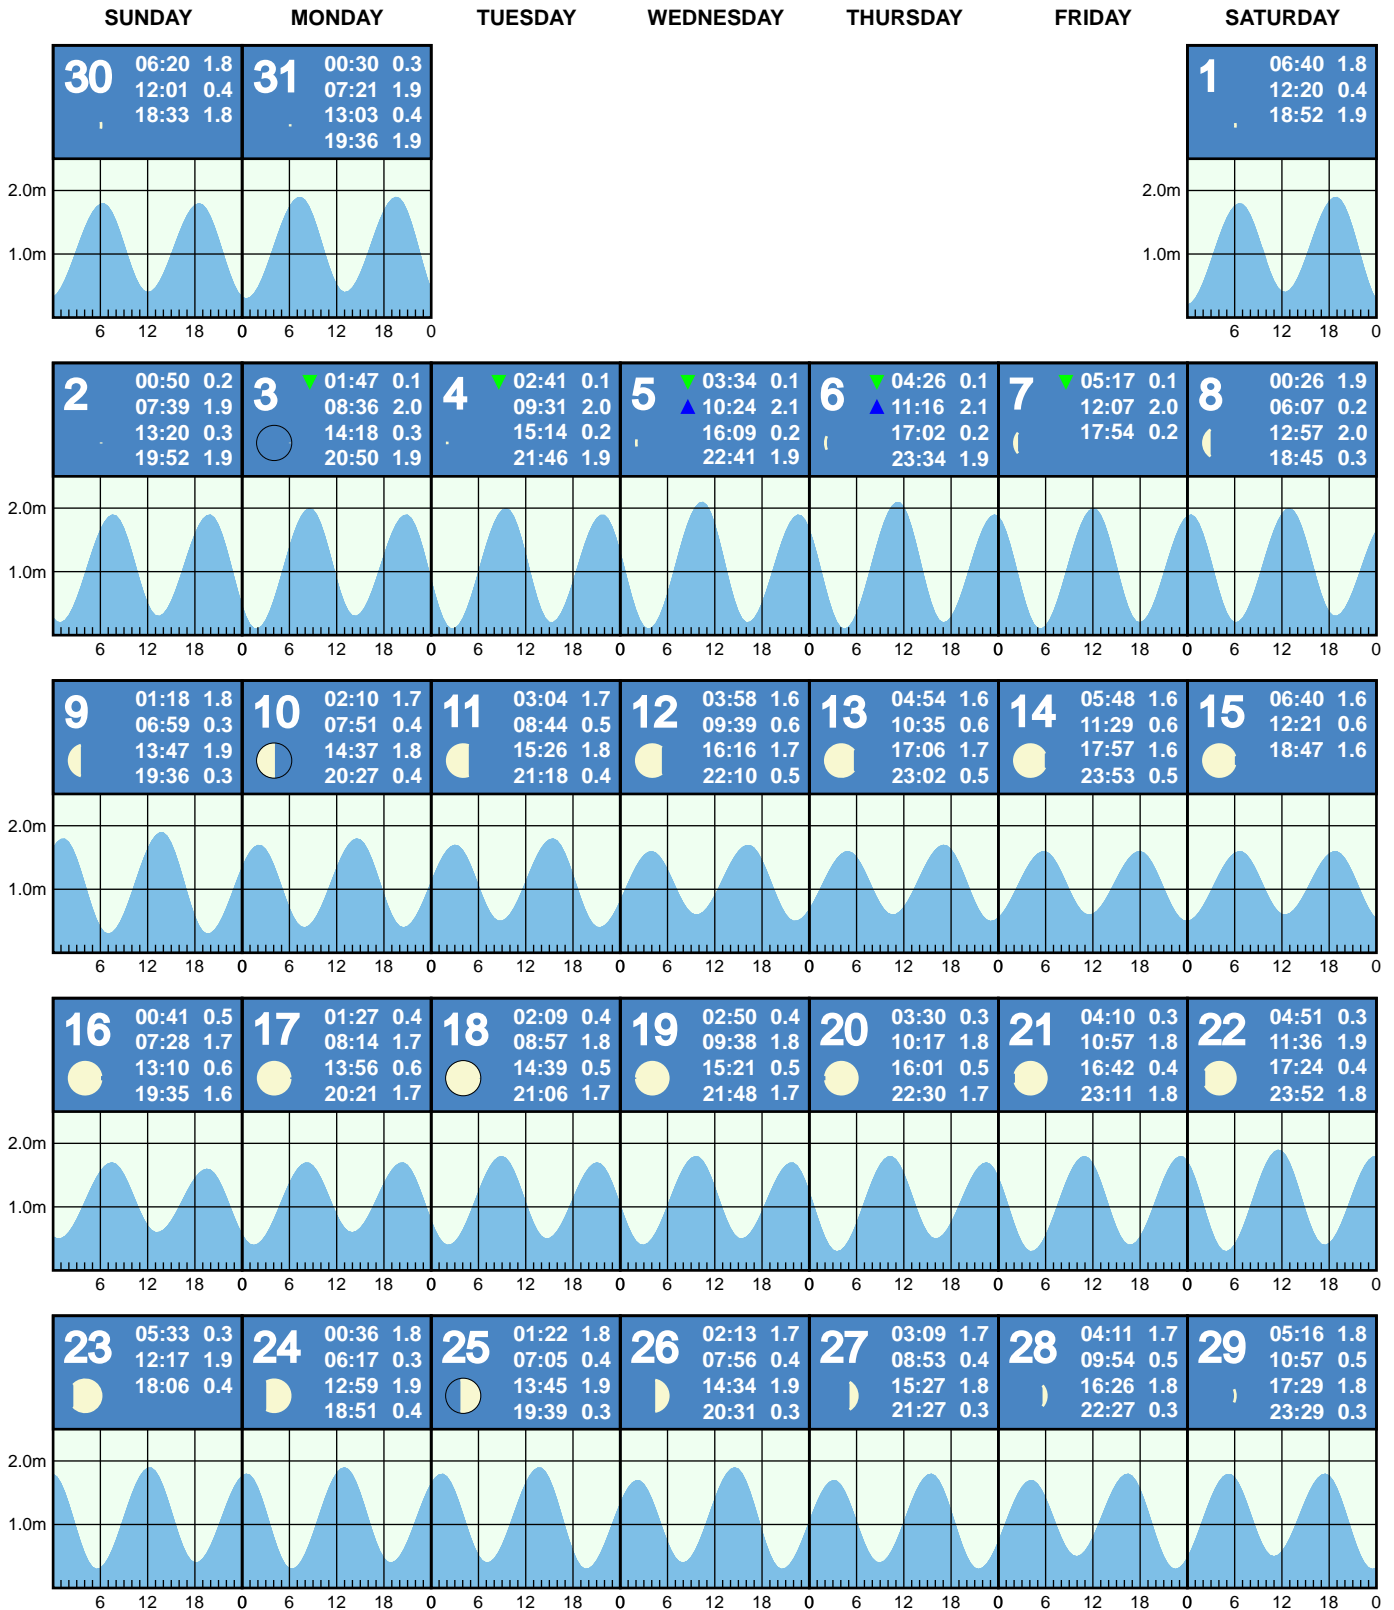 SUNDAY MONDAY TUESDAY WEDNESDAY THURSDAY FRIDAY SATURDAY
30 06:20 1.8
12:01 0.4
18:33 1.8
31 00:30 0.3
07:21 1.9
13:03 0.4
19:36 1.9
1 06:40 1.8
12:20 0.4
18:52 1.9
2.0m 2.0m
1.0m 1.0m
6 12 18 0 6 12 18 0 6 12 18 0
2 00:50 0.2
07:39 1.9
13:20 0.3
19:52 1.9
3 01:47 0.1
08:36 2.0
14:18 0.3
20:50 1.9
4 02:41 0.1
09:31 2.0
15:14 0.2
21:46 1.9
5 03:34 0.1
10:24 2.1
16:09 0.2
22:41 1.9
6 04:26 0.1
11:16 2.1
17:02 0.2
23:34 1.9
7 05:17 0.1
12:07 2.0
17:54 0.2
8 00:26 1.9
06:07 0.2
12:57 2.0
18:45 0.3
2.0m
1.0m
6 12 18 0 6 12 18 0 6 12 18 0 6 12 18 0 6 12 18 0 6 12 18 0 6 12 18 0
9 01:18 1.8
06:59 0.3
13:47 1.9
19:36 0.3
10 02:10 1.7
07:51 0.4
14:37 1.8
20:27 0.4
11 03:04 1.7
08:44 0.5
15:26 1.8
21:18 0.4
12 03:58 1.6
09:39 0.6
16:16 1.7
22:10 0.5
13 04:54 1.6
10:35 0.6
17:06 1.7
23:02 0.5
14 05:48 1.6
11:29 0.6
17:57 1.6
23:53 0.5
15 06:40 1.6
12:21 0.6
18:47 1.6
2.0m
1.0m
6 12 18 0 6 12 18 0 6 12 18 0 6 12 18 0 6 12 18 0 6 12 18 0 6 12 18 0
16 00:41 0.5
07:28 1.7
13:10 0.6
19:35 1.6
17 01:27 0.4
08:14 1.7
13:56 0.6
20:21 1.7
18 02:09 0.4
08:57 1.8
14:39 0.5
21:06 1.7
19 02:50 0.4
09:38 1.8
15:21 0.5
21:48 1.7
20 03:30 0.3
10:17 1.8
16:01 0.5
22:30 1.7
21 04:10 0.3
10:57 1.8
16:42 0.4
23:11 1.8
22 04:51 0.3
11:36 1.9
17:24 0.4
23:52 1.8
2.0m
1.0m
6 12 18 0 6 12 18 0 6 12 18 0 6 12 18 0 6 12 18 0 6 12 18 0 6 12 18 0
23 05:33 0.3
12:17 1.9
18:06 0.4
24 00:36 1.8
06:17 0.3
12:59 1.9
18:51 0.4
25 01:22 1.8
07:05 0.4
13:45 1.9
19:39 0.3
26 02:13 1.7
07:56 0.4
14:34 1.9
20:31 0.3
27 03:09 1.7
08:53 0.4
15:27 1.8
21:27 0.3
28 04:11 1.7
09:54 0.5
16:26 1.8
22:27 0.3
29 05:16 1.8
10:57 0.5
17:29 1.8
23:29 0.3
2.0m
1.0m
6 12 18 0 6 12 18 0 6 12 18 0 6 12 18 0 6 12 18 0 6 12 18 0 6 12 18 0